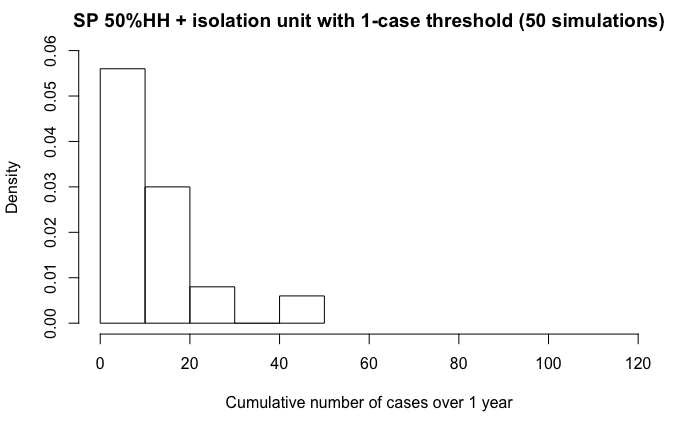 SP 50%HH + isolation unit with 1-case threshold (50 simulations)
Density
0.06
0.05
0.04
0.03
0.02
0.01
0.00
0 20 40 60 80 100 120
Cumulative number of cases over 1 year